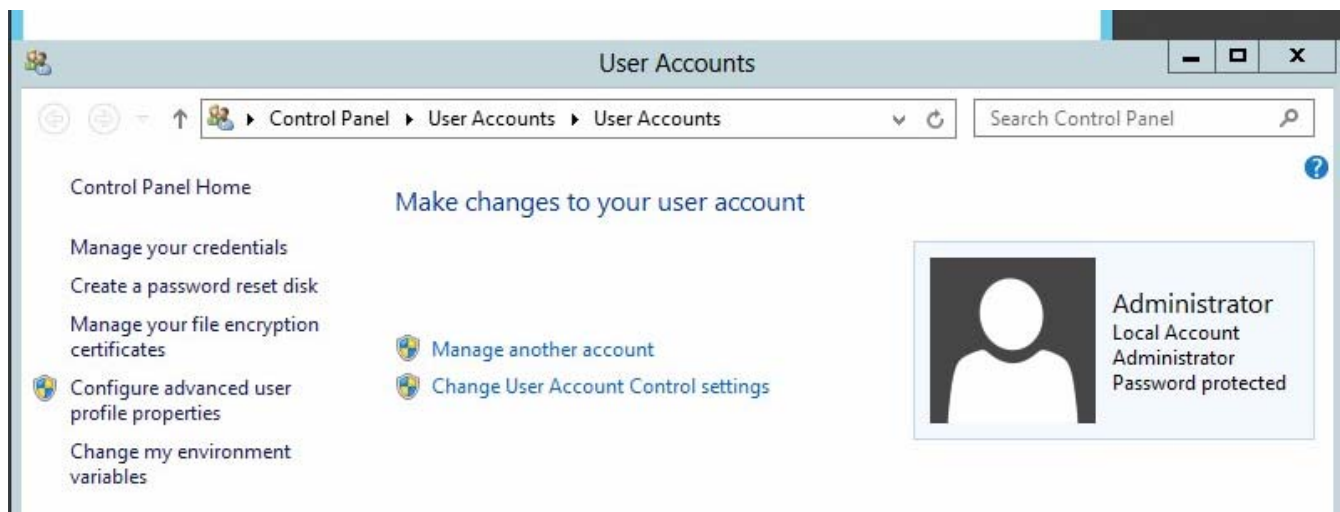 User Accounts
Control Panel User Accounts User Accounts
Search Control Panel
Control Panel Home
Manage your credentials
Create a password reset disk
Manage your file encryption
certificates
Configure advanced user
profile properties
Change my environment
variables
Make changes to your user account
Manage another account
Change User Account Control settings
Administrator
Local Account
Administrator
Password protected